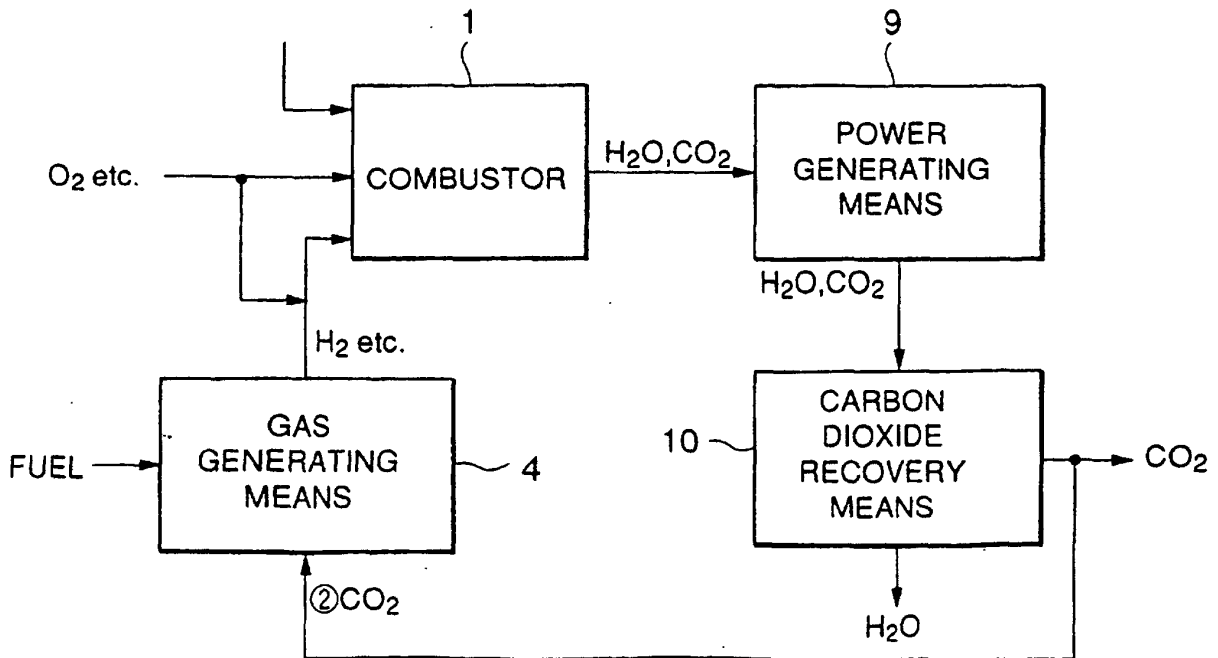 1
9
O₂ etc.
COMBUSTOR
H₂O,CO₂
POWER
GENERATING
MEANS
H₂O,CO₂
H₂ etc.
FUEL
GAS
GENERATING
MEANS
4
10
CARBON
DIOXIDE
RECOVERY
MEANS
CO₂
②CO₂
H₂O